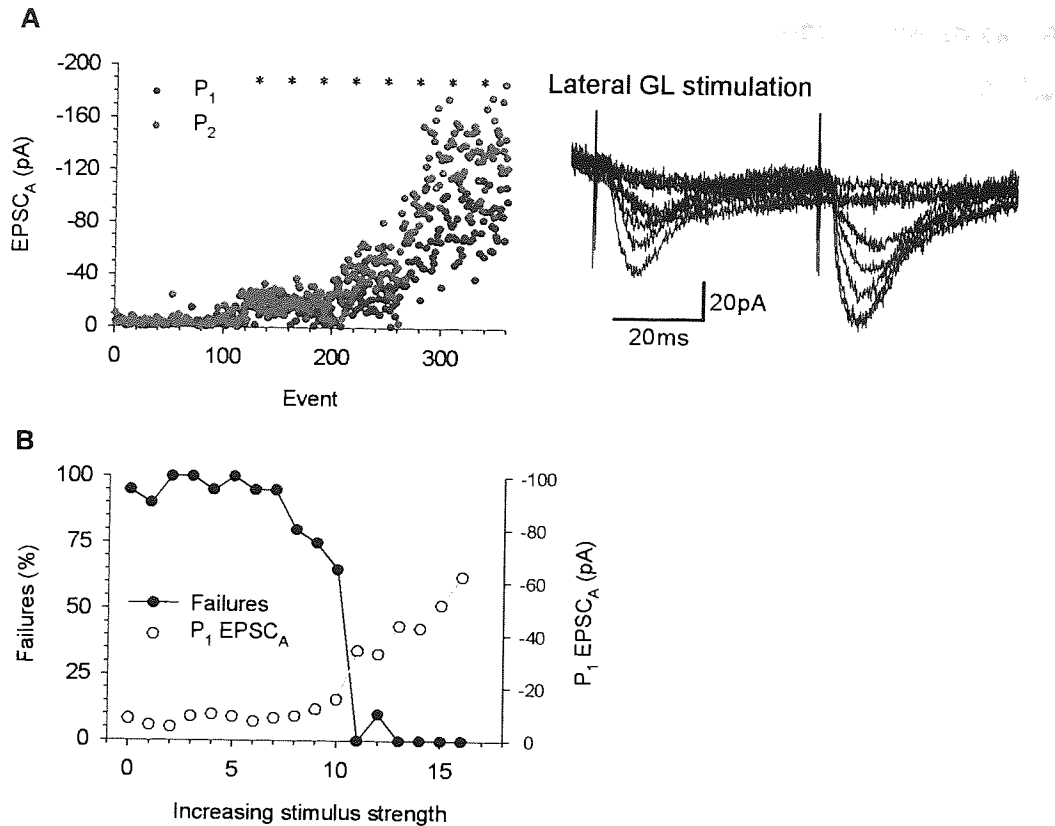 A
-200
-160
-120
-80
-40
0
EPSC_A (pA)
P_1
P_2
* * * * * * * *
0 100 200 300
Event
Lateral GL stimulation
20pA
20ms
B
100
75
50
25
0
Failures (%)
Failures
P_1 EPSC_A
-100
-80
-60
-40
-20
0
P_1 EPSC_A (pA)
0 5 10 15
Increasing stimulus strength